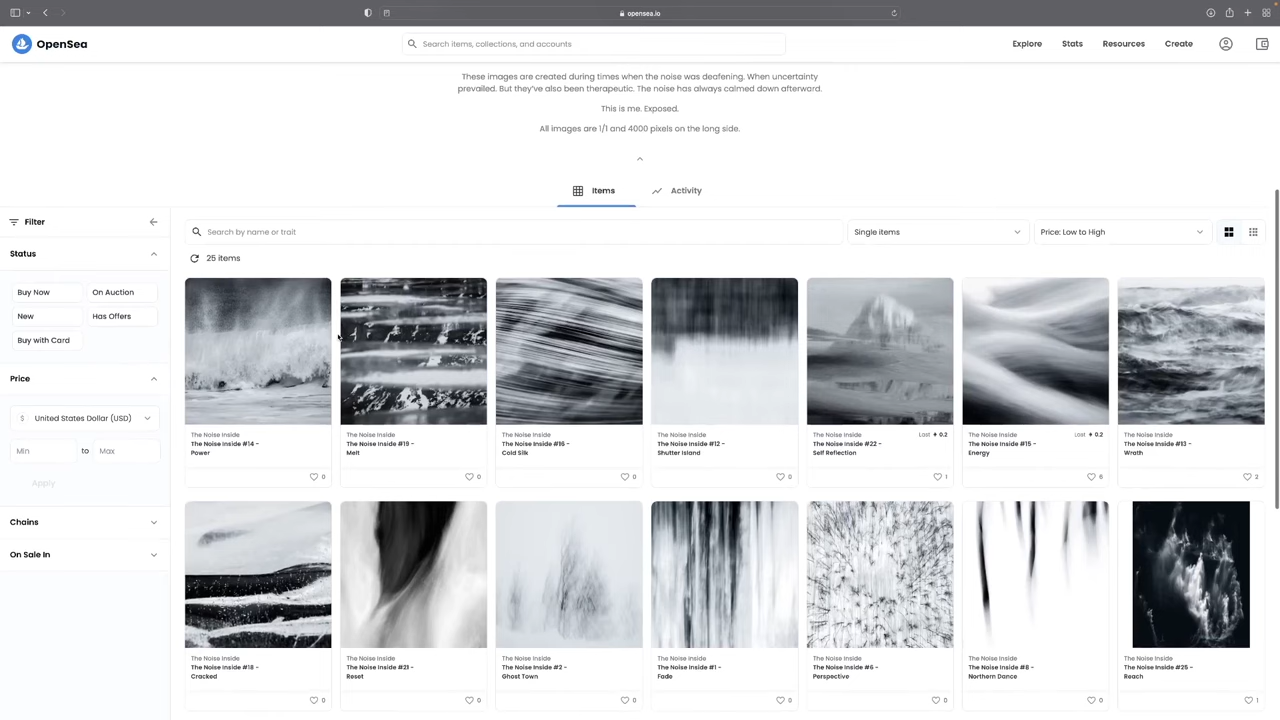 opensea.io
OpenSea
Search items, collections, and accounts
Explore
Stats
Resources
Create
These images are created during times when the noise was deafening. When uncertainty
prevailed. But they've also been therapeutic. The noise has always calmed down afterward.
This is me. Exposed.
All images are 1/1 and 4000 pixels on the long side.
Items
Activity
Filter
Search by name or trait
Single items
Price: Low to High
Status
25 items
Buy Now
On Auction
New
Has Offers
Buy with Card
Price
$ United States Dollar (USD)
Min to Max
Apply
Chains
On Sale In
The Noise Inside
The Noise Inside #14 -
Power
0
The Noise Inside
The Noise Inside #19 -
Melt
0
The Noise Inside
The Noise Inside #16 -
Cold Silk
0
The Noise Inside
The Noise Inside #12 -
Shutter Island
0
The Noise Inside Last 0.2
The Noise Inside #22 -
Self Reflection
1
The Noise Inside Last 0.2
The Noise Inside #15 -
Energy
6
The Noise Inside
The Noise Inside #13 -
Wrath
2
The Noise Inside
The Noise Inside #18 -
Cracked
0
The Noise Inside
The Noise Inside #21 -
Reset
0
The Noise Inside
The Noise Inside #2 -
Ghost Town
0
The Noise Inside
The Noise Inside #1 -
Fade
0
The Noise Inside
The Noise Inside #6 -
Perspective
0
The Noise Inside
The Noise Inside #8 -
Northern Dance
0
The Noise Inside
The Noise Inside #25 -
Reach
1